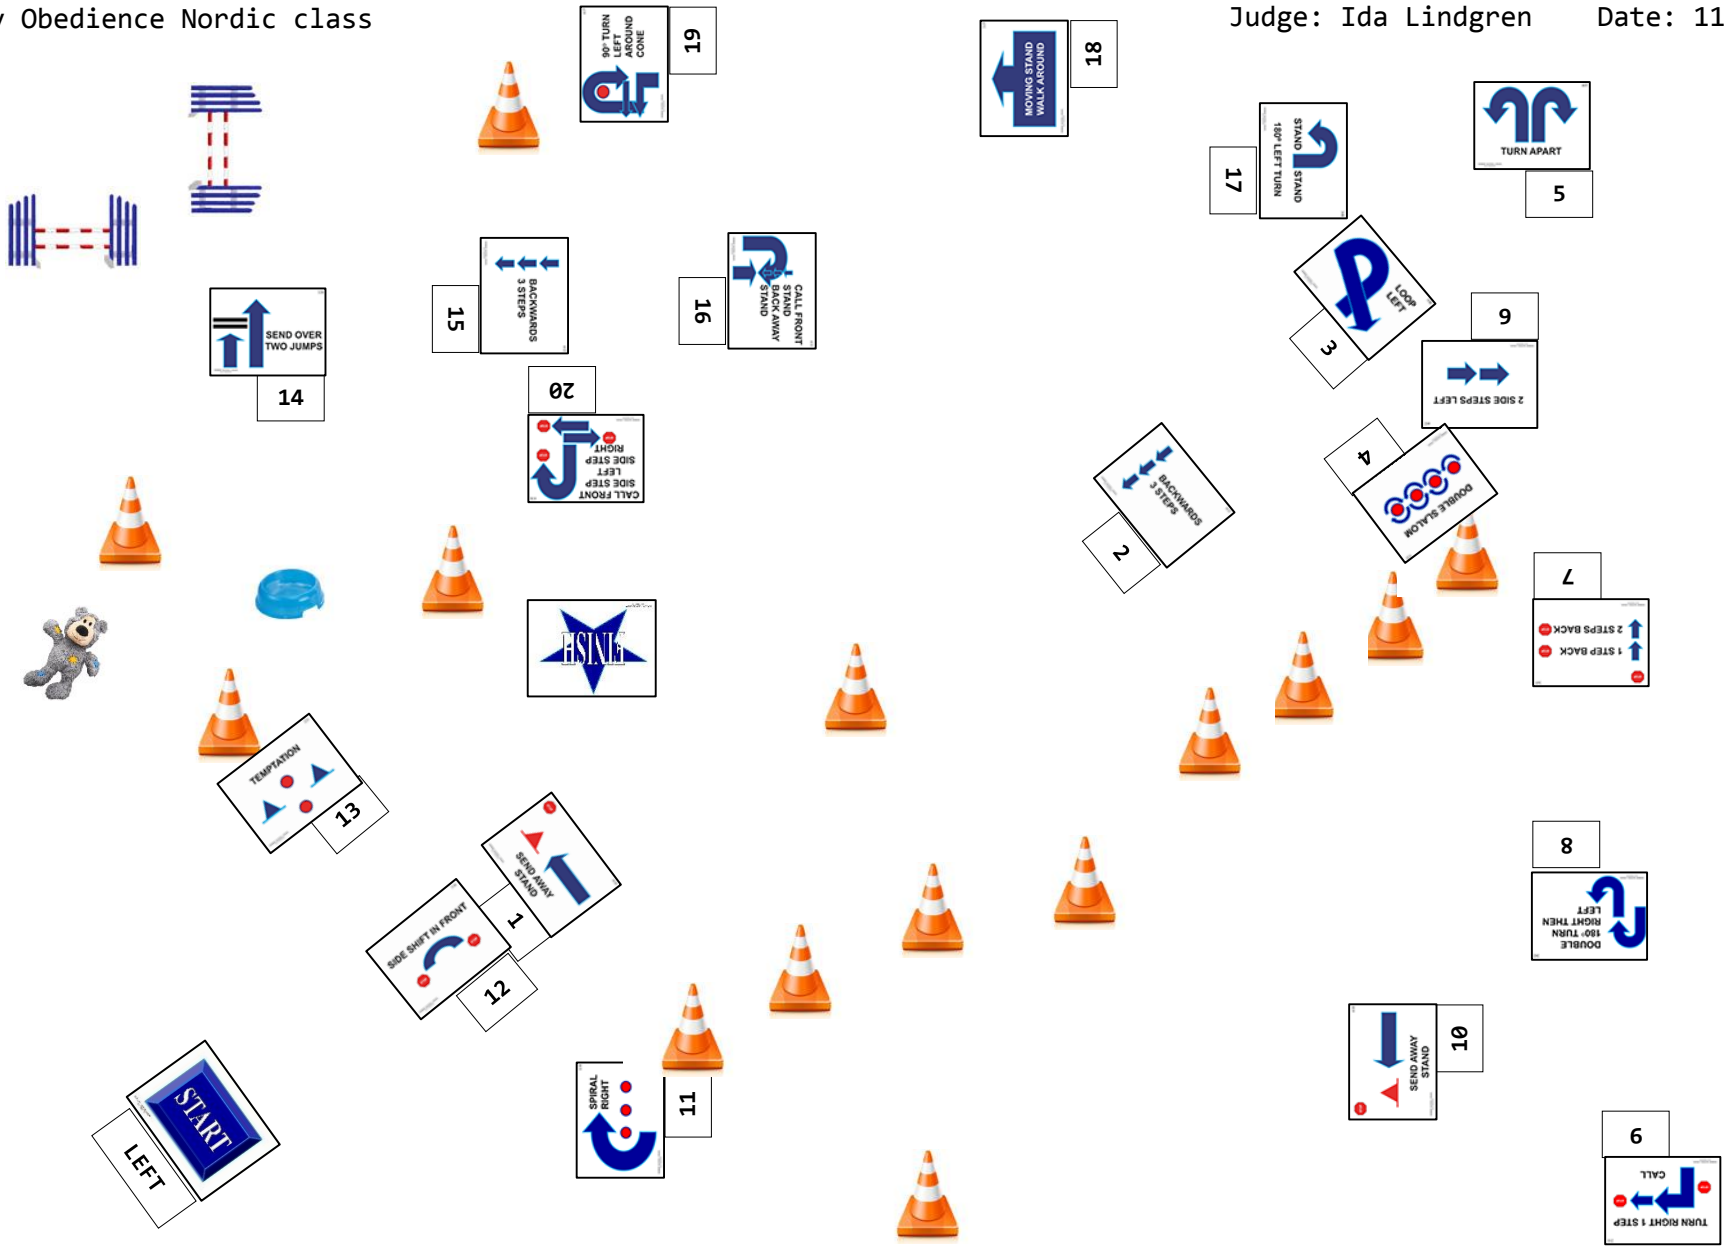 y Obedience Nordic class
Judge: Ida Lindgren Date: 11
90° TURN
LEFT
AROUND
CONE
19
MOVING STAND
WALK AROUND
18
STAND STAND
180° LEFT TURN
17
TURN APART
5
LOOP
LEFT
3
6
2 SIDE STEPS LEFT
SEND OVER
TWO JUMPS
14
BACKWARDS
3 STEPS
15
CALL FRONT
STAND
BACK AWAY
STAND
16
20
CALL FRONT
SIDE STEP
LEFT
SIDE STEP
RIGHT
BACKWARDS
3 STEPS
2
4
DOUBLE SLALOM
7
1 STEP BACK
2 STEPS BACK
FINISH
TEMPTATION
13
SEND AWAY
STAND
1
SIDE SHIFT IN FRONT
12
8
DOUBLE
180° TURN
RIGHT THEN
LEFT
SEND AWAY
STAND
10
SPIRAL
RIGHT
11
START
LEFT
9
TURN RIGHT 1 STEP
CALL